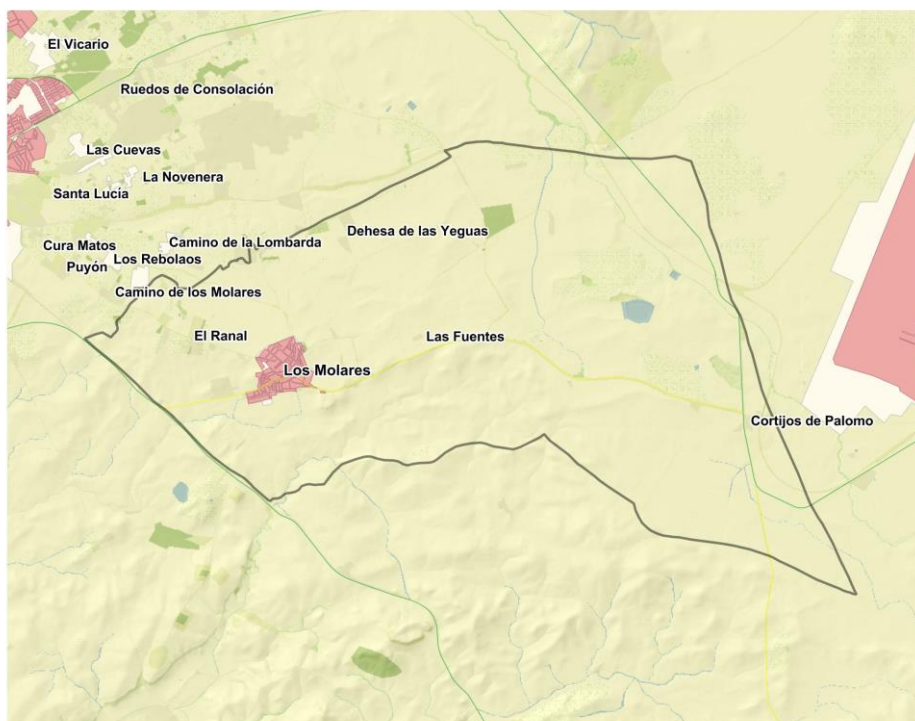 El Vicario
Ruedos de Consolación
Las Cuevas
La Novenera
Santa Lucía
Dehesa de las Yeguas
Camino de la Lombarda
Cura Matos
Los Rebolaos
Puyón
Camino de los Molares
El Ranal
Las Fuentes
Los Molares
Cortijos de Palomo